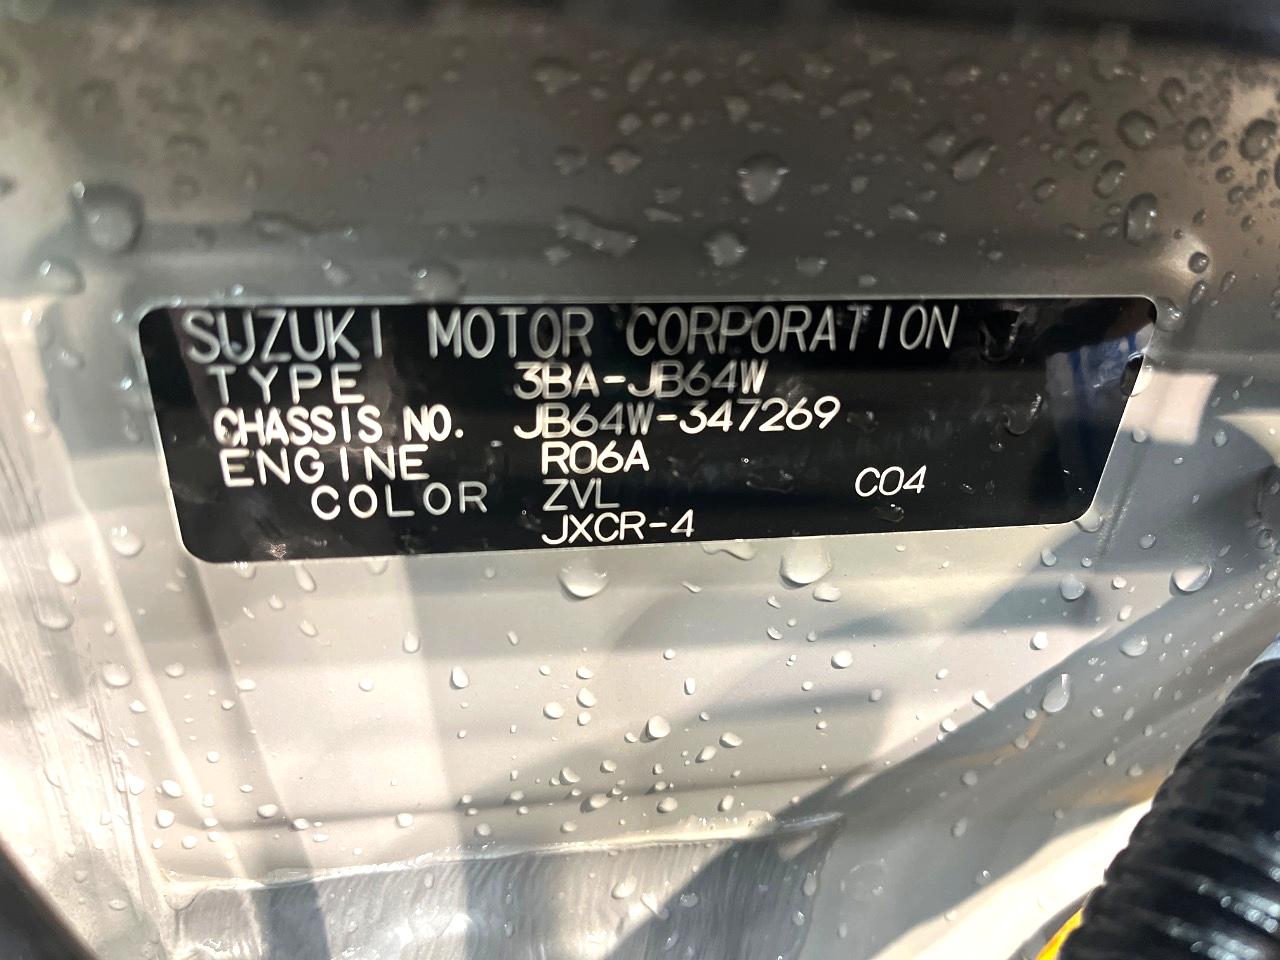 SUZUKI MOTOR CORPORATION
TYPE 3BA-JB64W
CHASSIS NO. JB64W-347269
ENGINE R06A
COLOR ZVL C04
JXCR-4